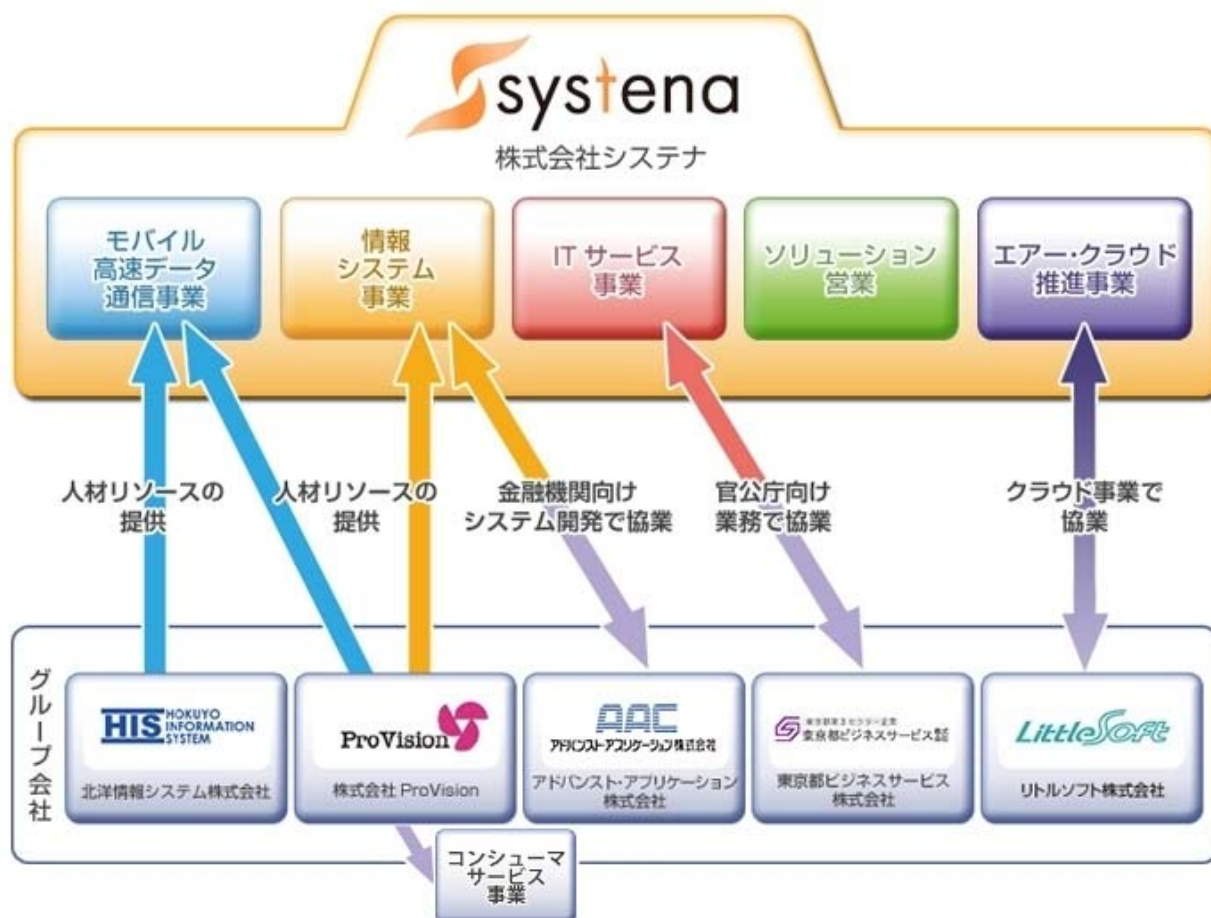 systena
株式会社システナ
モバイル
高速データ
通信事業
情報
システム
事業
IT サービス
事業
ソリューション
営業
エアー・クラウド
推進事業
人材リソースの
提供
人材リソースの
提供
金融機関向け
システム開発で協業
官公庁向け
業務で協業
クラウド事業で
協業
グループ会社
HIS HOKUYO
INFORMATION
SYSTEM
北洋情報システム株式会社
ProVision
株式会社 ProVision
AAC
アドバンスト・アプリケーション株式会社
アドバンスト・アプリケーション
株式会社
東京都第3セクター企業
東京都ビジネスサービス
東京都ビジネスサービス
株式会社
LittleSoft
リトルソフト株式会社
コンシューマ
サービス
事業